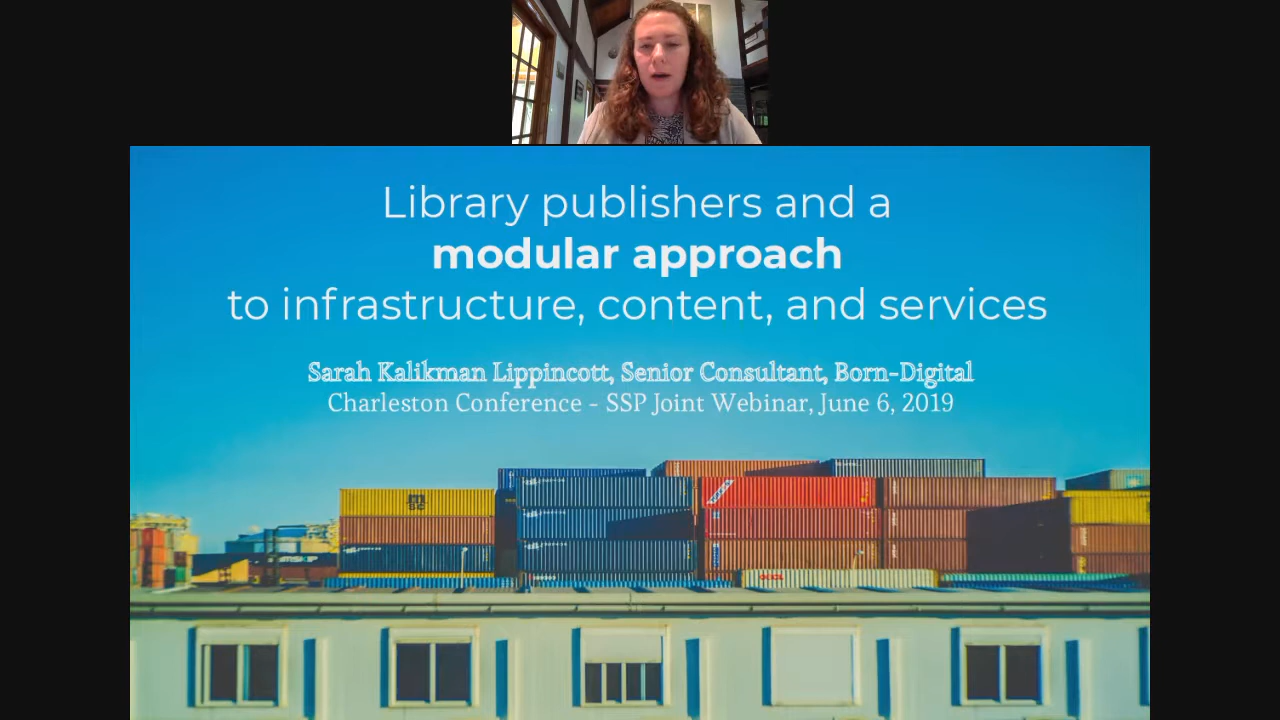 Library publishers and a
modular approach
to infrastructure, content, and services
Sarah Kalikman Lippincott, Senior Consultant, Born-Digital
Charleston Conference - SSP Joint Webinar, June 6, 2019
m
sc